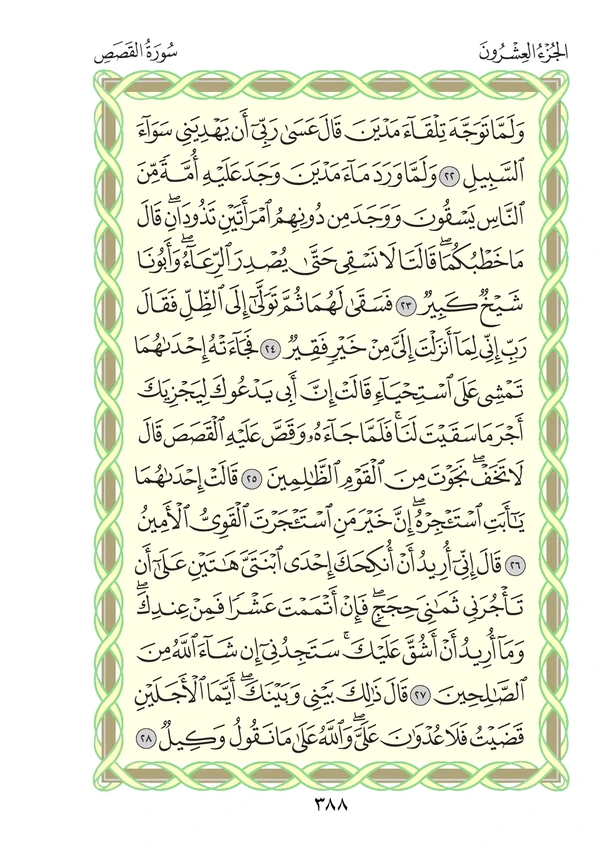 الجُزْءُ العِشْرُونَ
سُورَةُ القَصَصِ
وَلَمَّا تَوَجَّهَ تِلْقَآءَ مَدْيَنَ قَالَ عَسَىٰ رَبِّىٓ أَن يَهْدِيَنِى سَوَآءَ
ٱلسَّبِيلِ ٢٢ وَلَمَّا وَرَدَ مَآءَ مَدْيَنَ وَجَدَ عَلَيْهِ أُمَّةً مِّنَ
ٱلنَّاسِ يَسْقُونَ وَوَجَدَ مِن دُونِهِمُ ٱمْرَأَتَيْنِ تَذُودَانِ ۖ قَالَ
مَا خَطْبُكُمَا ۖ قَالَتَا لَا نَسْقِى حَتَّىٰ يُصْدِرَ ٱلرِّعَآءُ ۖ وَأَبُونَا
شَيْخٌ كَبِيرٌ ٢٣ فَسَقَىٰ لَهُمَا ثُمَّ تَوَلَّىٰٓ إِلَى ٱلظِّلِّ فَقَالَ
رَبِّ إِنِّى لِمَآ أَنزَلْتَ إِلَىَّ مِنْ خَيْرٍ فَقِيرٌ ٢٤ فَجَآءَتْهُ إِحْدَىٰهُمَا
تَمْشِى عَلَى ٱسْتِحْيَآءٍ قَالَتْ إِنَّ أَبِى يَدْعُوكَ لِيَجْزِيَكَ
أَجْرَ مَا سَقَيْتَ لَنَا ۚ فَلَمَّا جَآءَهُۥ وَقَصَّ عَلَيْهِ ٱلْقَصَصَ قَالَ
لَا تَخَفْ ۖ نَجَوْتَ مِنَ ٱلْقَوْمِ ٱلظَّٰلِمِينَ ٢٥ قَالَتْ إِحْدَىٰهُمَا
يَٰٓأَبَتِ ٱسْتَـْٔجِرْهُ ۖ إِنَّ خَيْرَ مَنِ ٱسْتَـْٔجَرْتَ ٱلْقَوِىُّ ٱلْأَمِينُ
٢٦ قَالَ إِنِّىٓ أُرِيدُ أَنْ أُنكِحَكَ إِحْدَى ٱبْنَتَىَّ هَٰتَيْنِ عَلَىٰٓ أَن
تَأْجُرَنِى ثَمَٰنِىَ حِجَجٍ ۖ فَإِنْ أَتْمَمْتَ عَشْرًا فَمِنْ عِندِكَ ۖ
وَمَآ أُرِيدُ أَنْ أَشُقَّ عَلَيْكَ ۚ سَتَجِدُنِىٓ إِن شَآءَ ٱللَّهُ مِنَ
ٱلصَّٰلِحِينَ ٢٧ قَالَ ذَٰلِكَ بَيْنِى وَبَيْنَكَ ۖ أَيَّمَا ٱلْأَجَلَيْنِ
قَضَيْتُ فَلَا عُدْوَٰنَ عَلَىَّ ۖ وَٱللَّهُ عَلَىٰ مَا نَقُولُ وَكِيلٌ ٢٨
٣٨٨